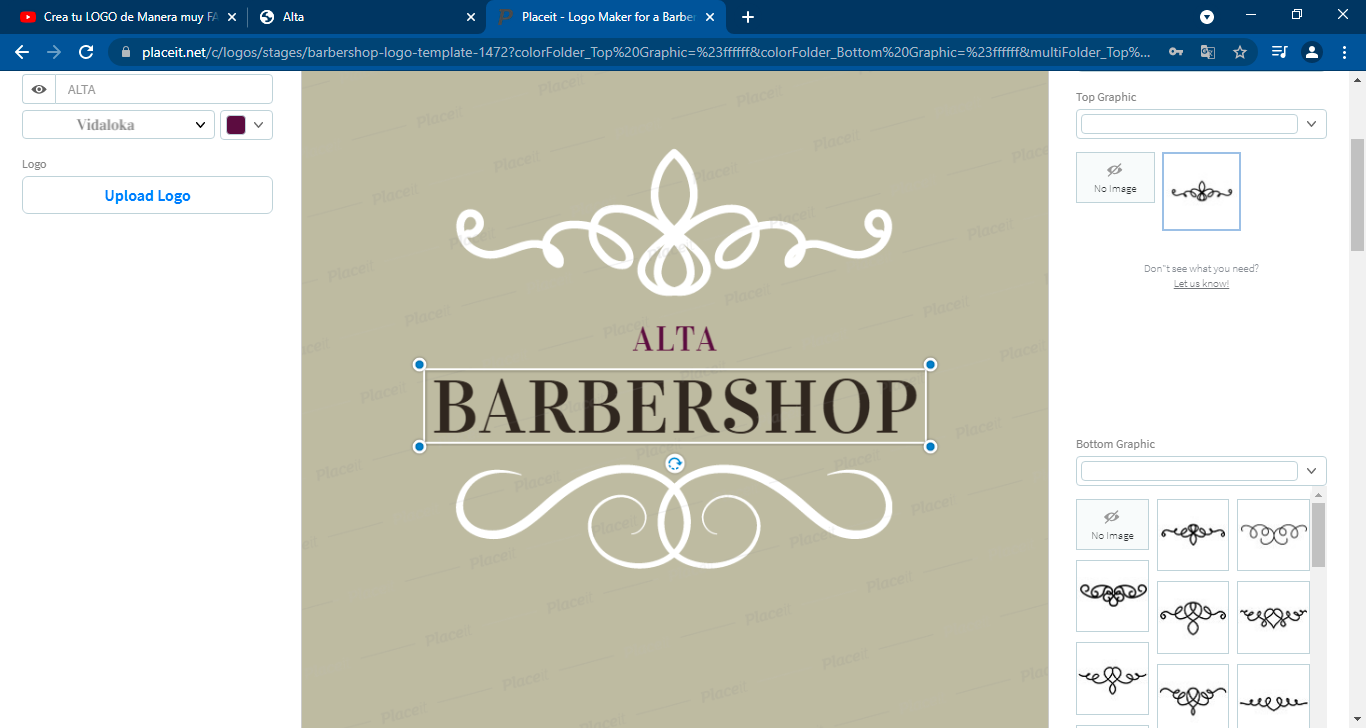 Crea tu LOGO de Manera muy FA
Alta
Placeit - Logo Maker for a Barber
placeit.net/c/logos/stages/barbershop-logo-template-1472?colorFolder_Top%20Graphic=%23ffffff&colorFolder_Bottom%20Graphic=%23ffffff&multiFolder_Top%...
ALTA
Vidaloka
Logo
Upload Logo
Placeit
ALTA
BARBERSHOP
Top Graphic
No Image
Don"t see what you need?
Let us know!
Bottom Graphic
No Image